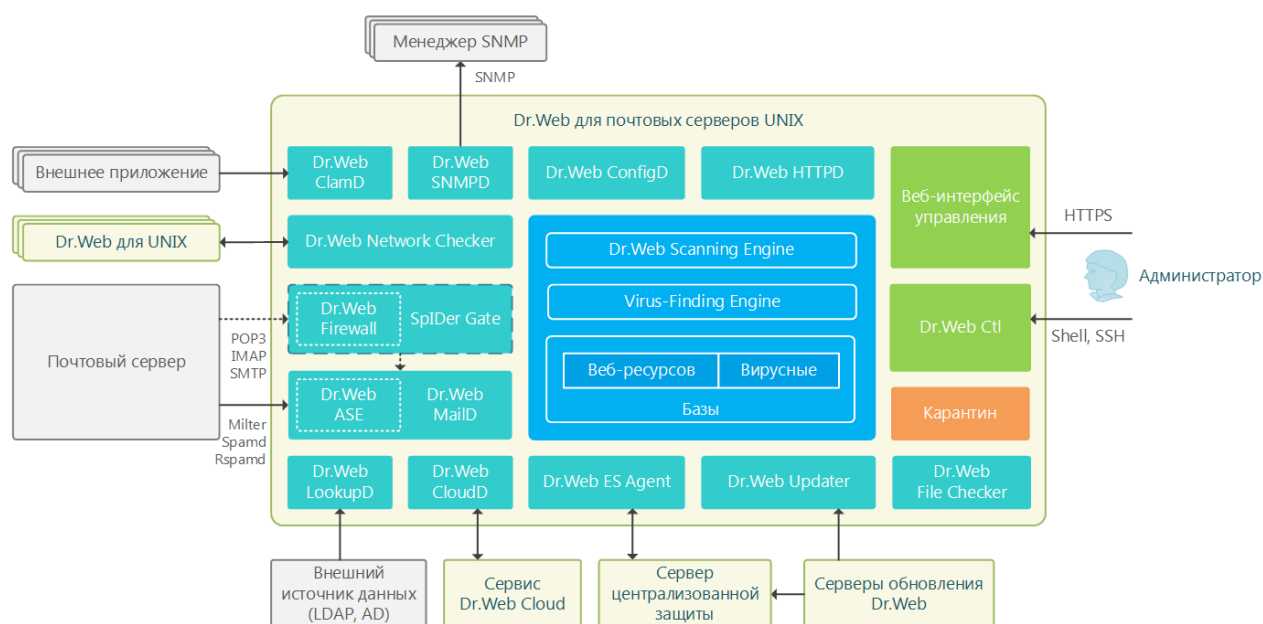 Менеджер SNMP
SNMP
Dr.Web для почтовых серверов UNIX
Внешнее приложение
Dr.Web
ClamD
Dr.Web
SNMPD
Dr.Web ConfigD
Dr.Web HTTPD
Веб-интерфейс
управления
HTTPS
Dr.Web для UNIX
Dr.Web Network Checker
Dr.Web Scanning Engine
Администратор
Почтовый сервер
POP3
IMAP
SMTP
Dr.Web
Firewall
SpIDer Gate
Virus-Finding Engine
Dr.Web Ctl
Shell, SSH
Веб-ресурсов
Вирусные
Базы
Milter
Spamd
Rspamd
Dr.Web
ASE
Dr.Web
MailD
Карантин
Dr.Web
LookupD
Dr.Web
CloudD
Dr.Web ES Agent
Dr.Web Updater
Dr.Web
File Checker
Внешний
источник данных
(LDAP, AD)
Сервис
Dr.Web Cloud
Сервер
централизованной
защиты
Серверы обновления
Dr.Web